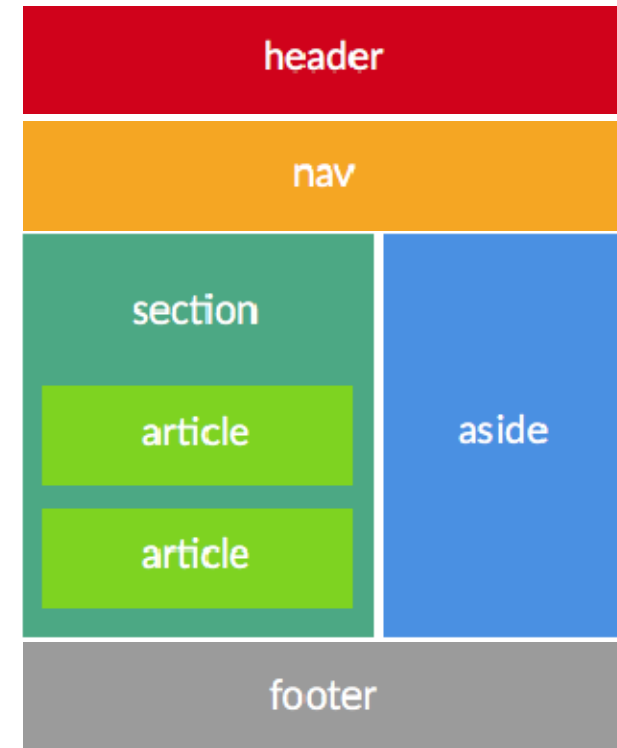 header
nav
section
article
article
aside
footer